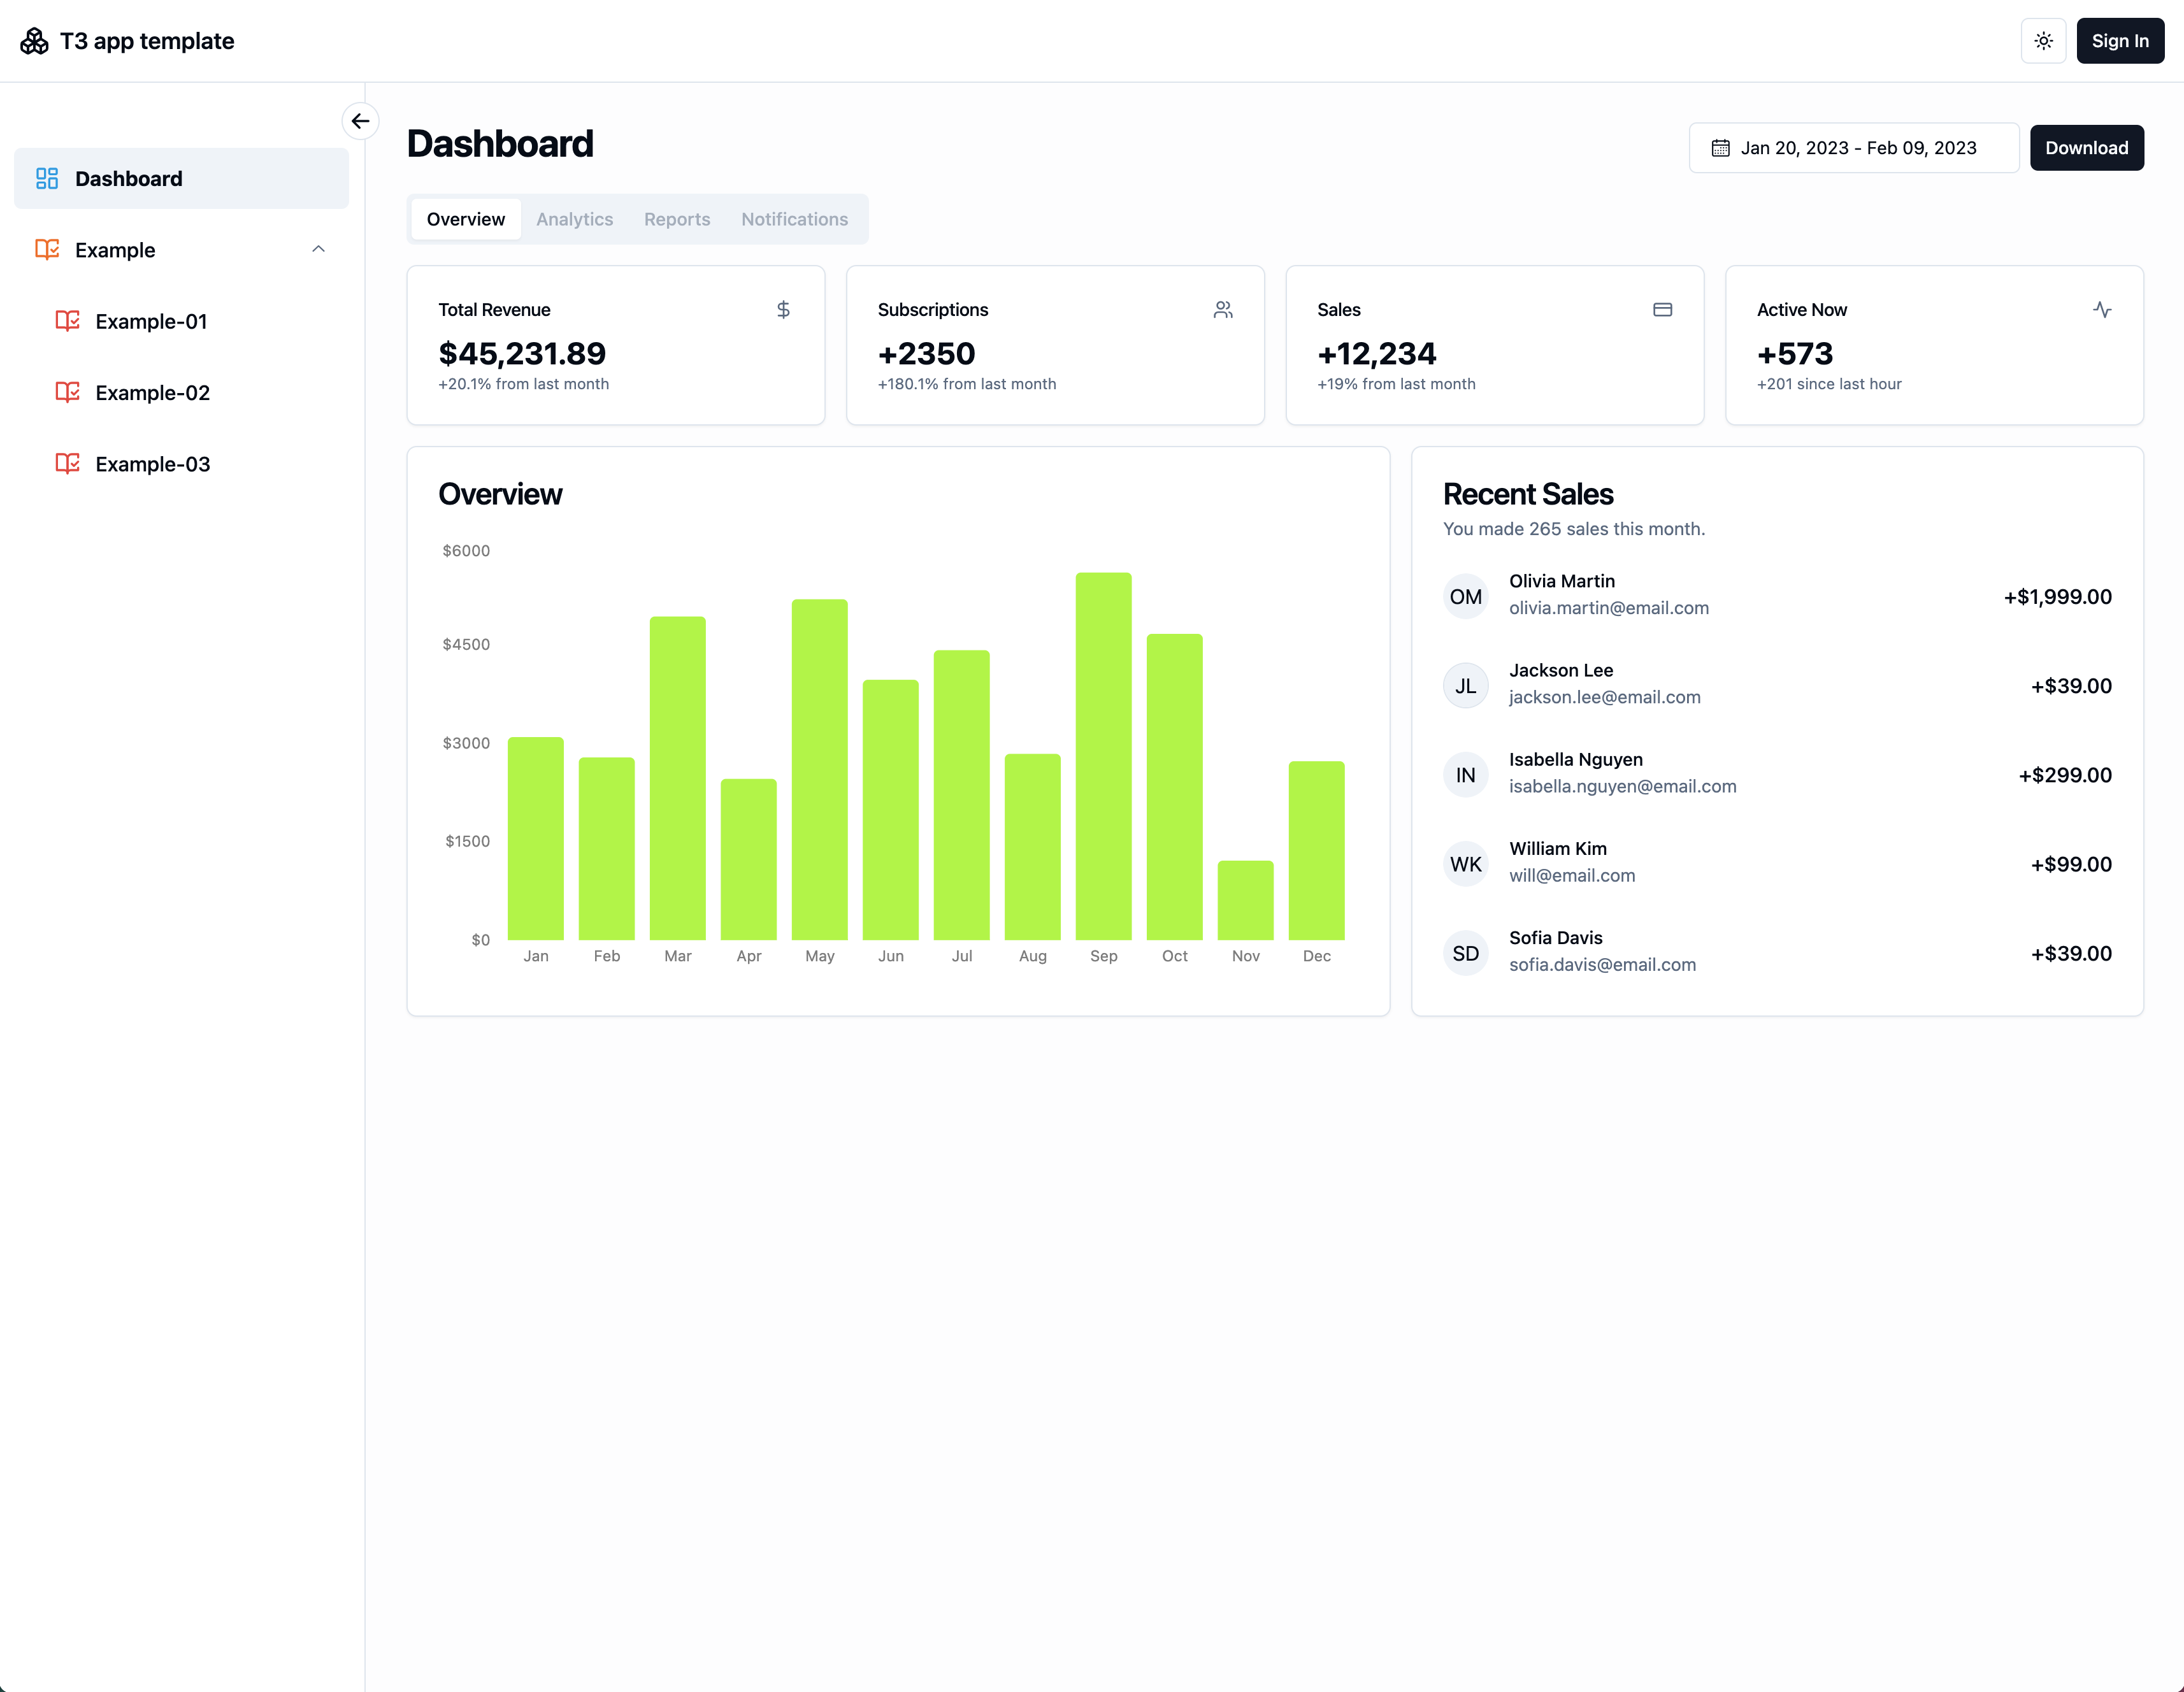 T3 app template
Sign In
Dashboard
Example
Example-01
Example-02
Example-03
Dashboard
Jan 20, 2023 - Feb 09, 2023
Download
Overview Analytics Reports Notifications
Total Revenue
$45,231.89
+20.1% from last month
Subscriptions
+2350
+180.1% from last month
Sales
+12,234
+19% from last month
Active Now
+573
+201 since last hour
Overview
$6000
$4500
$3000
$1500
$0
Jan Feb Mar Apr May Jun Jul Aug Sep Oct Nov Dec
Recent Sales
You made 265 sales this month.
OM
Olivia Martin
olivia.martin@email.com
+$1,999.00
JL
Jackson Lee
jackson.lee@email.com
+$39.00
IN
Isabella Nguyen
isabella.nguyen@email.com
+$299.00
WK
William Kim
will@email.com
+$99.00
SD
Sofia Davis
sofia.davis@email.com
+$39.00